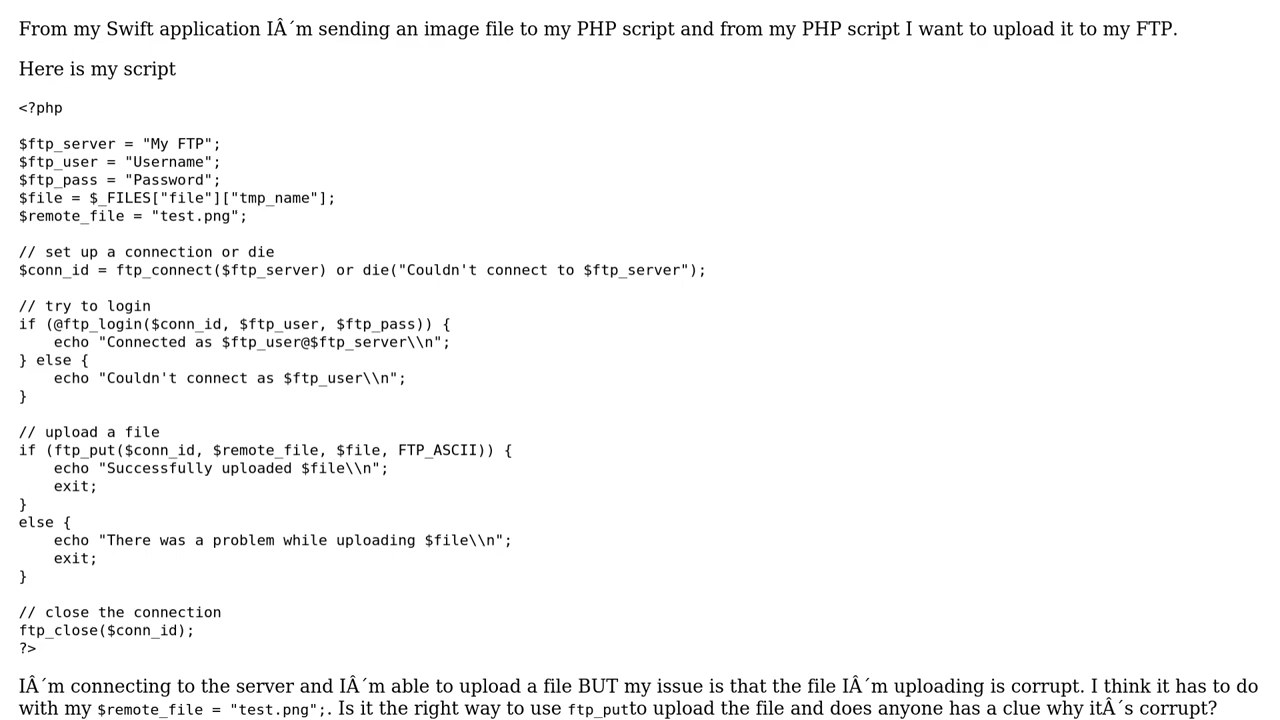 From my Swift application IÂ´m sending an image file to my PHP script and from my PHP script I want to upload it to my FTP.
Here is my script
<?php
$ftp_server = "My FTP";
$ftp_user = "Username";
$ftp_pass = "Password";
$file = $_FILES["file"]["tmp_name"];
$remote_file = "test.png";
// set up a connection or die
$conn_id = ftp_connect($ftp_server) or die("Couldn't connect to $ftp_server");
// try to login
if (@ftp_login($conn_id, $ftp_user, $ftp_pass)) {
    echo "Connected as $ftp_user@$ftp_server\\n";
} else {
    echo "Couldn't connect as $ftp_user\\n";
}
// upload a file
if (ftp_put($conn_id, $remote_file, $file, FTP_ASCII)) {
    echo "Successfully uploaded $file\\n";
    exit;
}
else {
    echo "There was a problem while uploading $file\\n";
    exit;
}
// close the connection
ftp_close($conn_id);
?>
IÂ´m connecting to the server and IÂ´m able to upload a file BUT my issue is that the file IÂ´m uploading is corrupt. I think it has to do
with my $remote_file = "test.png";. Is it the right way to use ftp_putto upload the file and does anyone has a clue why itÂ´s corrupt?